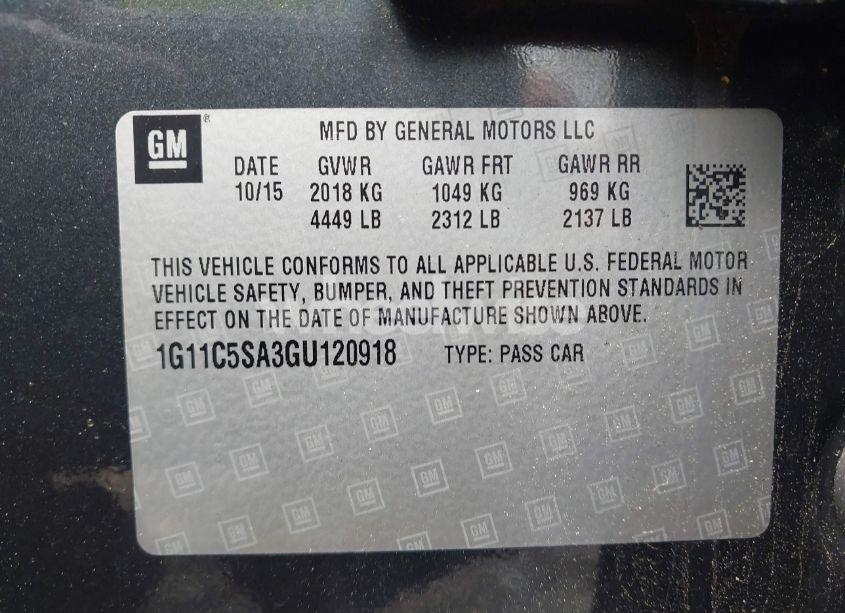 GM®
MFD BY GENERAL MOTORS LLC
DATE GVWR GAWR FRT GAWR RR
10/15 2018 KG 1049 KG 969 KG
4449 LB 2312 LB 2137 LB
THIS VEHICLE CONFORMS TO ALL APPLICABLE U.S. FEDERAL MOTOR
VEHICLE SAFETY, BUMPER, AND THEFT PREVENTION STANDARDS IN
EFFECT ON THE DATE OF MANUFACTURE SHOWN ABOVE.
1G11C5SA3GU120918 TYPE: PASS CAR